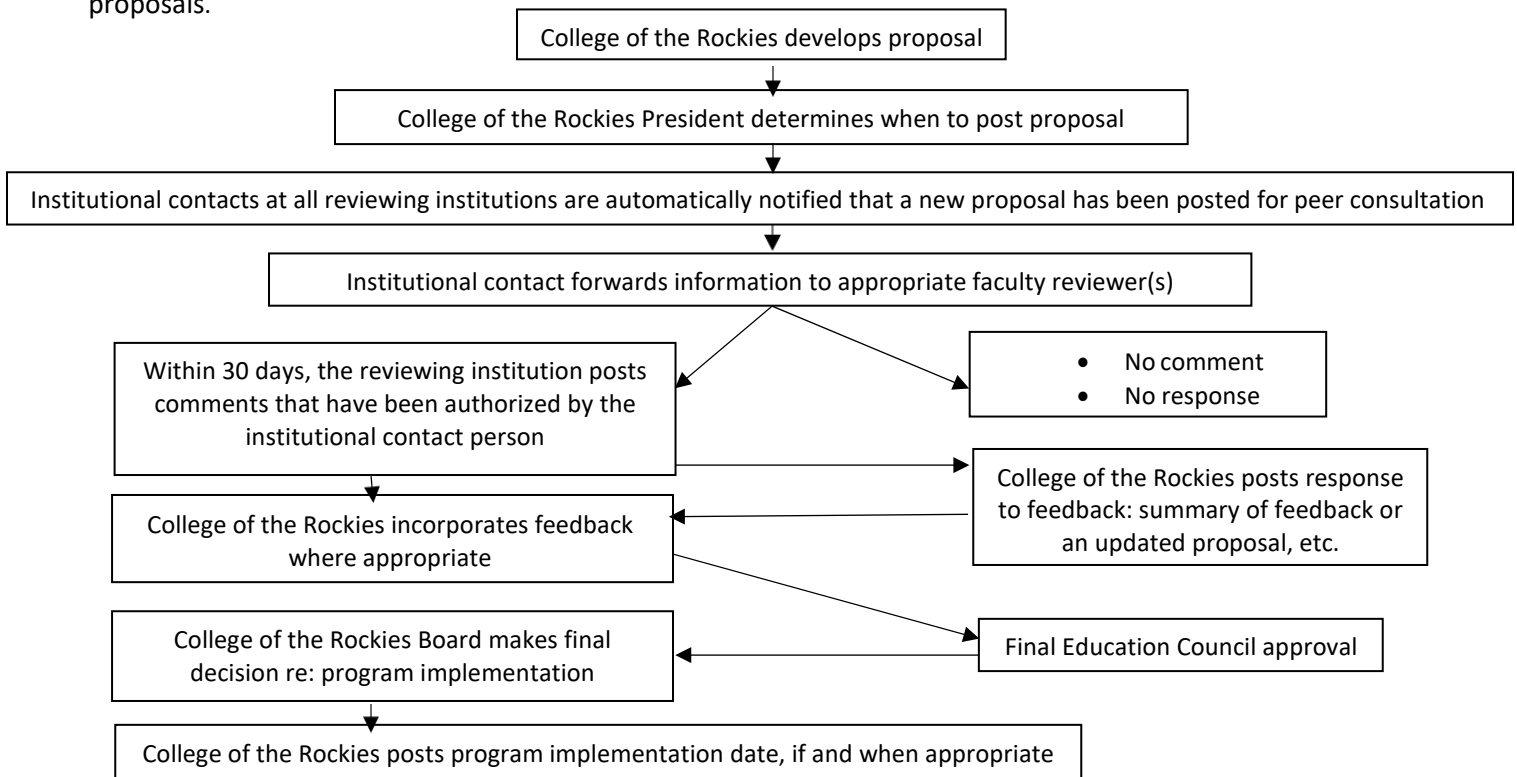 proposals.
College of the Rockies develops proposal
College of the Rockies President determines when to post proposal
Institutional contacts at all reviewing institutions are automatically notified that a new proposal has been posted for peer consultation
Institutional contact forwards information to appropriate faculty reviewer(s)
Within 30 days, the reviewing institution posts
comments that have been authorized by the
institutional contact person
• No comment
• No response
College of the Rockies posts response
to feedback: summary of feedback or
an updated proposal, etc.
College of the Rockies incorporates feedback
where appropriate
Final Education Council approval
College of the Rockies Board makes final
decision re: program implementation
College of the Rockies posts program implementation date, if and when appropriate